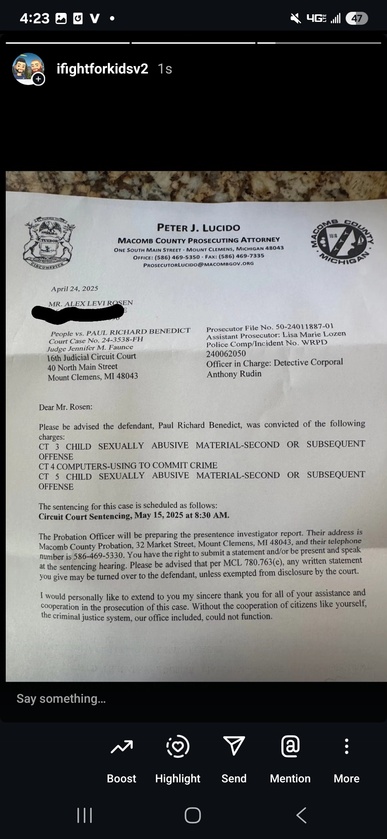 4:23
4G
47
ifightforkidsv2 1s
PETER J. LUCIDO
MACOMB COUNTY PROSECUTING ATTORNEY
ONE SOUTH MAIN STREET · MOUNT CLEMENS, MICHIGAN 48043
OFFICE: (586) 469-5350 · FAX: (586) 469-7335
PROSECUTORLUCIDO@MACOMBGOV.ORG
MACOMB COUNTY
MICHIGAN
April 24, 2025
MR. ALEX LEVI ROSEN
People vs. PAUL RICHARD BENEDICT
Court Case No. 24-3538-FH
Judge Jennifer M. Faunce
16th Judicial Circuit Court
40 North Main Street
Mount Clemens, MI 48043
Prosecutor File No. 50-24011887-01
Assistant Prosecutor: Lisa Marie Lozen
Police Comp/Incident No. WRPD
240062050
Officer in Charge: Detective Corporal
Anthony Rudin
Dear Mr. Rosen:
Please be advised the defendant, Paul Richard Benedict, was convicted of the following
charges:
CT 3 CHILD SEXUALLY ABUSIVE MATERIAL-SECOND OR SUBSEQUENT
OFFENSE
CT 4 COMPUTERS-USING TO COMMIT CRIME
CT 5 CHILD SEXUALLY ABUSIVE MATERIAL-SECOND OR SUBSEQUENT
OFFENSE
The sentencing for this case is scheduled as follows:
Circuit Court Sentencing, May 15, 2025 at 8:30 AM.
The Probation Officer will be preparing the presentence investigator report. Their address is
Macomb County Probation, 32 Market Street, Mount Clemens, MI 48043, and their telephone
number is 586-469-5330. You have the right to submit a statement and/or be present and speak
at the sentencing hearing. Please be advised that per MCL 780.763(e), any written statement
you give may be turned over to the defendant, unless exempted from disclosure by the court.
I would personally like to extend to you my sincere thank you for all of your assistance and
cooperation in the prosecution of this case. Without the cooperation of citizens like yourself,
the criminal justice system, our office included, could not function.
Say something...
Boost
Highlight
Send
Mention
More